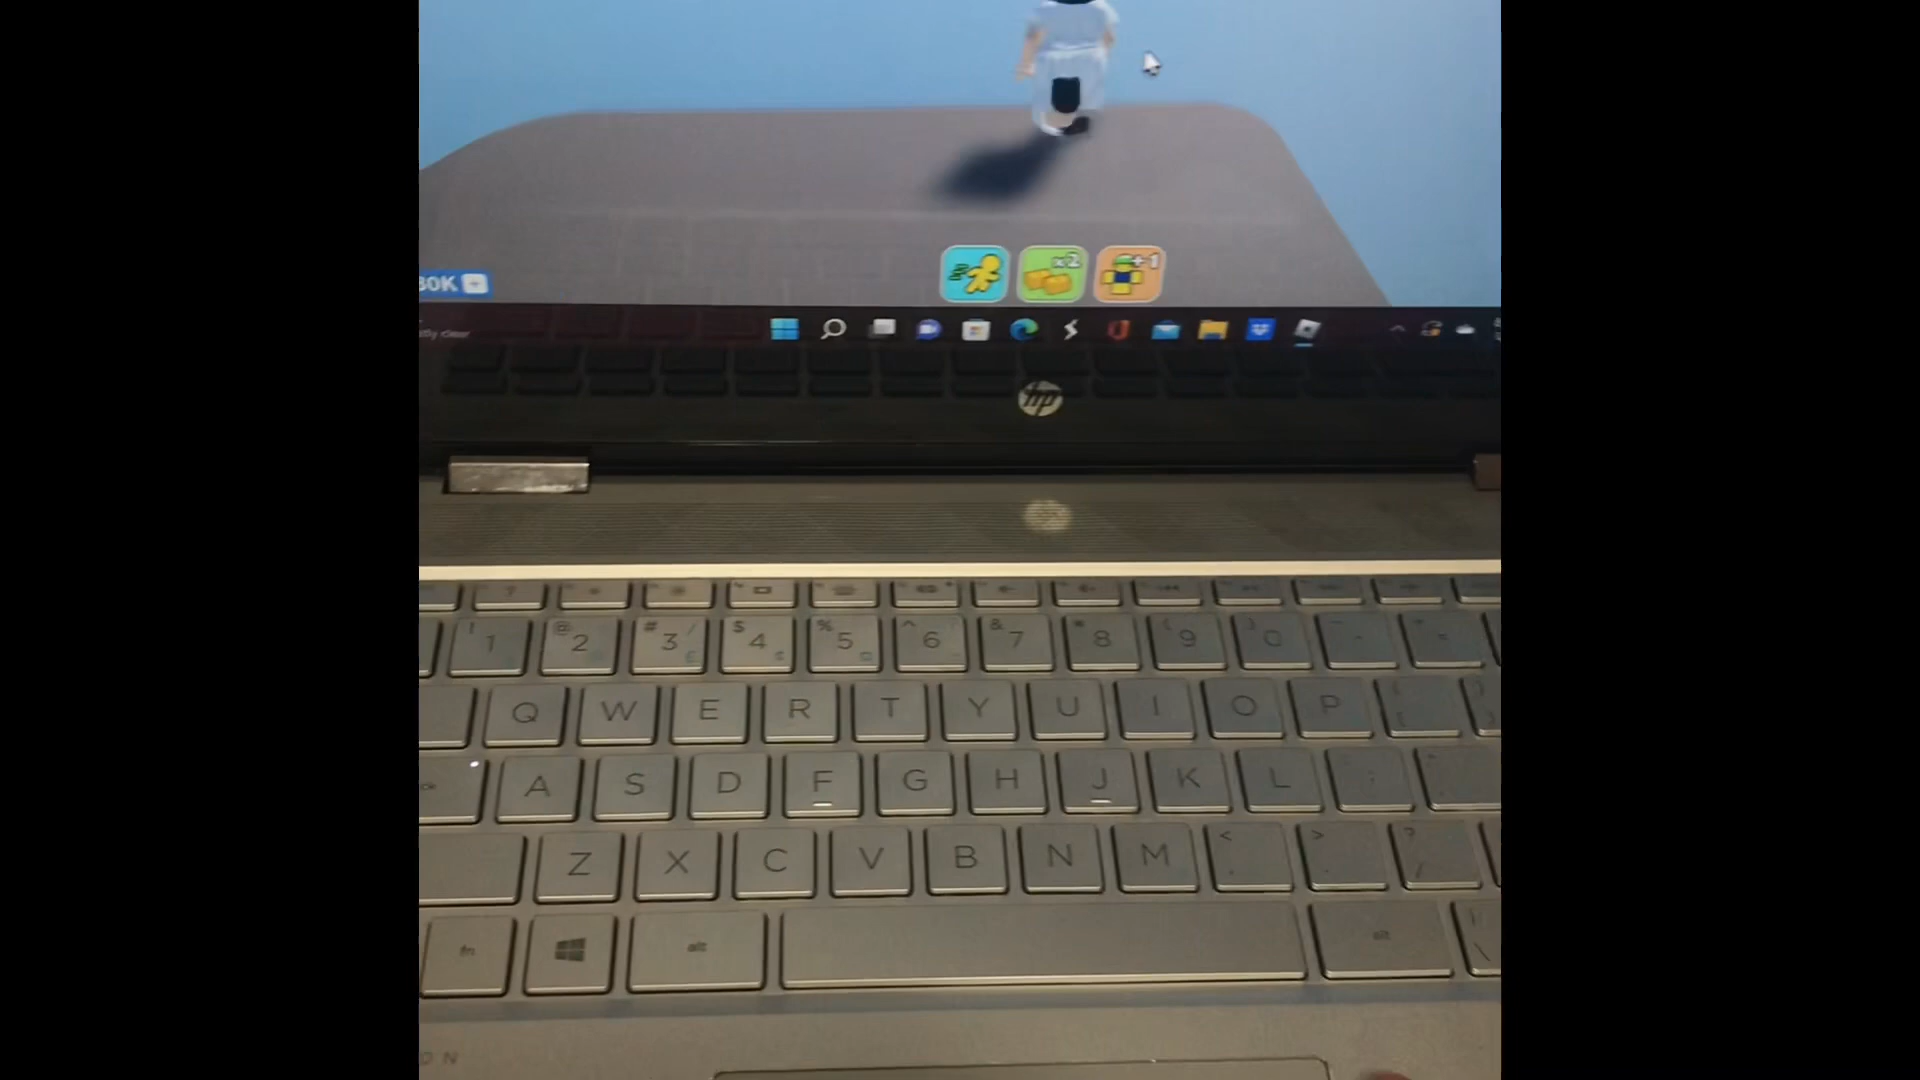 30K
x2
+1
hp
! 1 @ 2 # 3 / £ $ 4 ¢ % 5 ^ 6 ? & 7 * 8 ( 9 ) 0 - =
Q W E R T Y U I O P [
A S D F G H J K L ;
Z X C V B N M < , > . ? /
fn alt alt \
O N